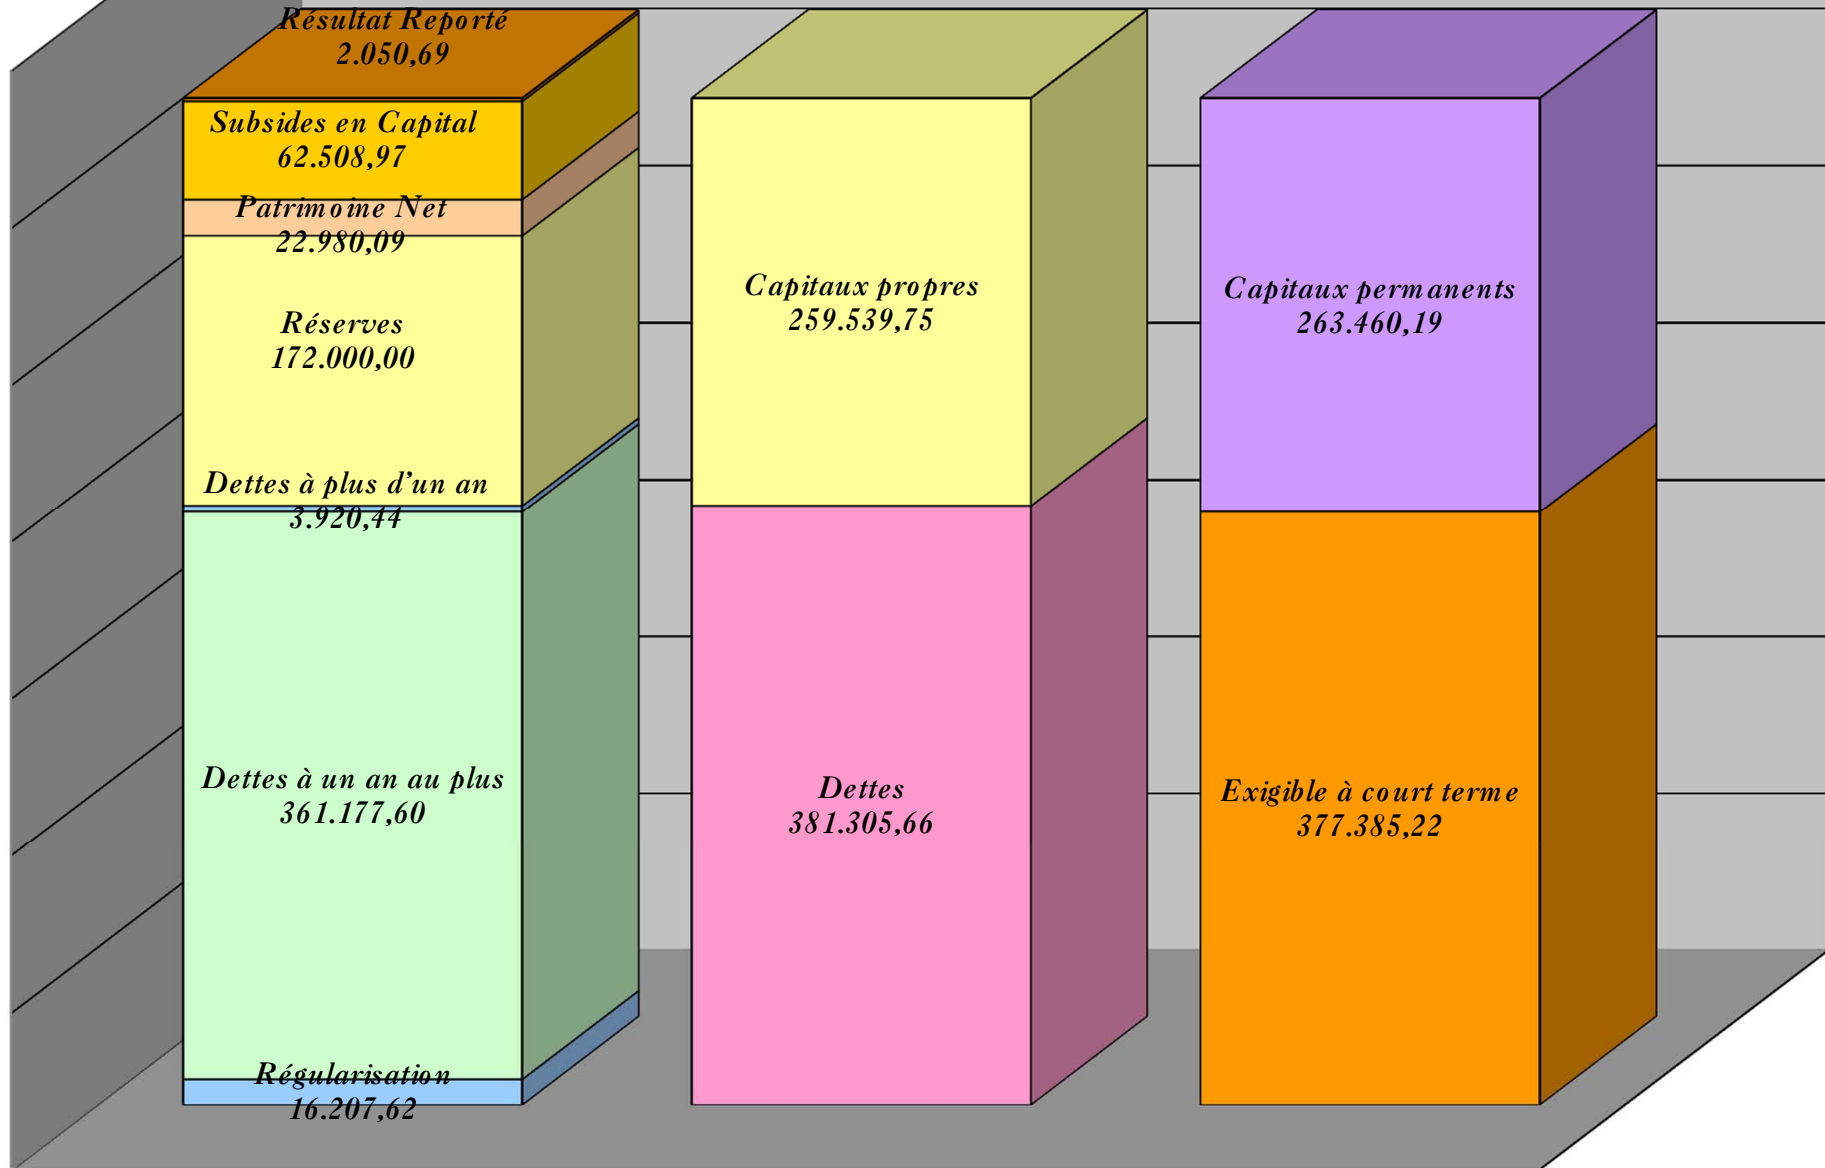 Résultat Reporté
2.050,69
Subsides en Capital
62.508,97
Patrimoine Net
22.980,09
Réserves
172.000,00
Dettes à plus d'un an
3.920,44
Dettes à un an au plus
361.177,60
Régularisation
16.207,62
Capitaux propres
259.539,75
Dettes
381.305,66
Capitaux permanents
263.460,19
Exigible à court terme
377.385,22